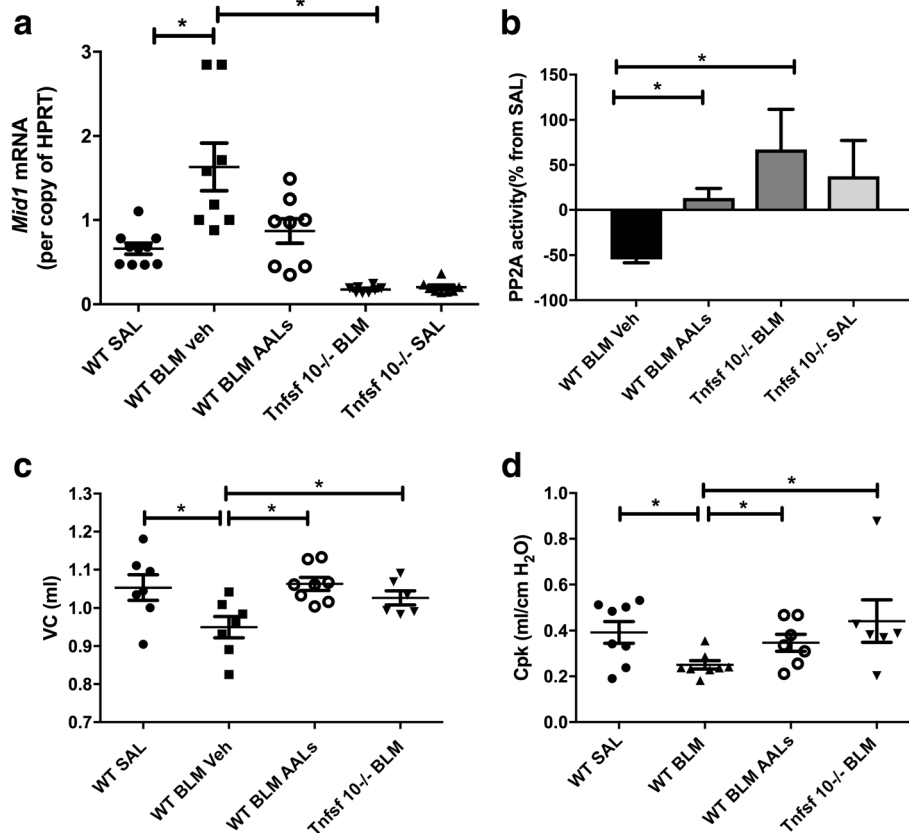 a
*
*
3
2
1
0
Mid1 mRNA
(per copy of HPRT)
WT SAL
WT BLM veh
WT BLM AALs
Tnfsf 10-/- BLM
Tnfsf 10-/- SAL
b
*
*
150
100
50
0
-50
-100
PP2A activity(% from SAL)
WT BLM Veh
WT BLM AALs
Tnfsf 10-/- BLM
Tnfsf 10-/- SAL
c
*
*
*
1.3
1.2
1.1
1.0
0.9
0.8
0.7
VC (ml)
WT SAL
WT BLM Veh
WT BLM AALs
Tnfsf 10-/- BLM
d
*
*
*
1.0
0.8
0.6
0.4
0.2
0.0
Cpk (ml/cm H₂O)
WT SAL
WT BLM
WT BLM AALs
Tnfsf 10-/- BLM